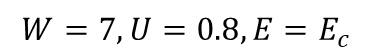 W = 7, U = 0.8, E = E_c